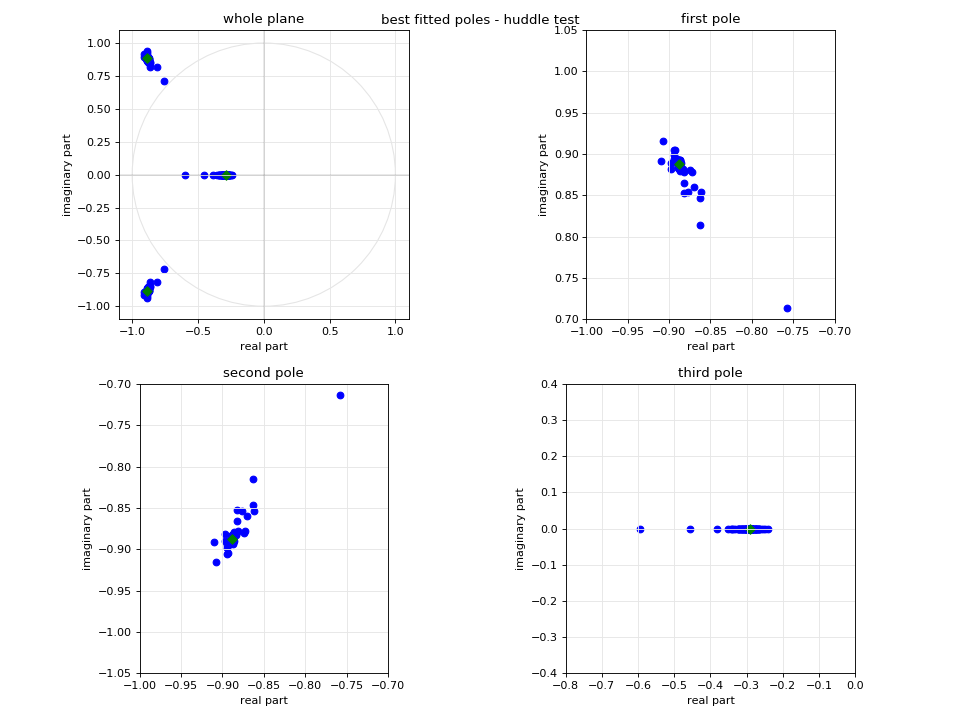 best fitted poles - huddle test
whole plane
1.00
0.75
0.50
0.25
0.00
−0.25
−0.50
−0.75
−1.00
imaginary part
−1.0 −0.5 0.0 0.5 1.0
real part
first pole
1.05
1.00
0.95
0.90
0.85
0.80
0.75
0.70
imaginary part
−1.00 −0.95 −0.90 −0.85 −0.80 −0.75 −0.70
real part
second pole
−0.70
−0.75
−0.80
−0.85
−0.90
−0.95
−1.00
−1.05
imaginary part
−1.00 −0.95 −0.90 −0.85 −0.80 −0.75 −0.70
real part
third pole
0.4
0.3
0.2
0.1
0.0
−0.1
−0.2
−0.3
−0.4
imaginary part
−0.8 −0.7 −0.6 −0.5 −0.4 −0.3 −0.2 −0.1 0.0
real part